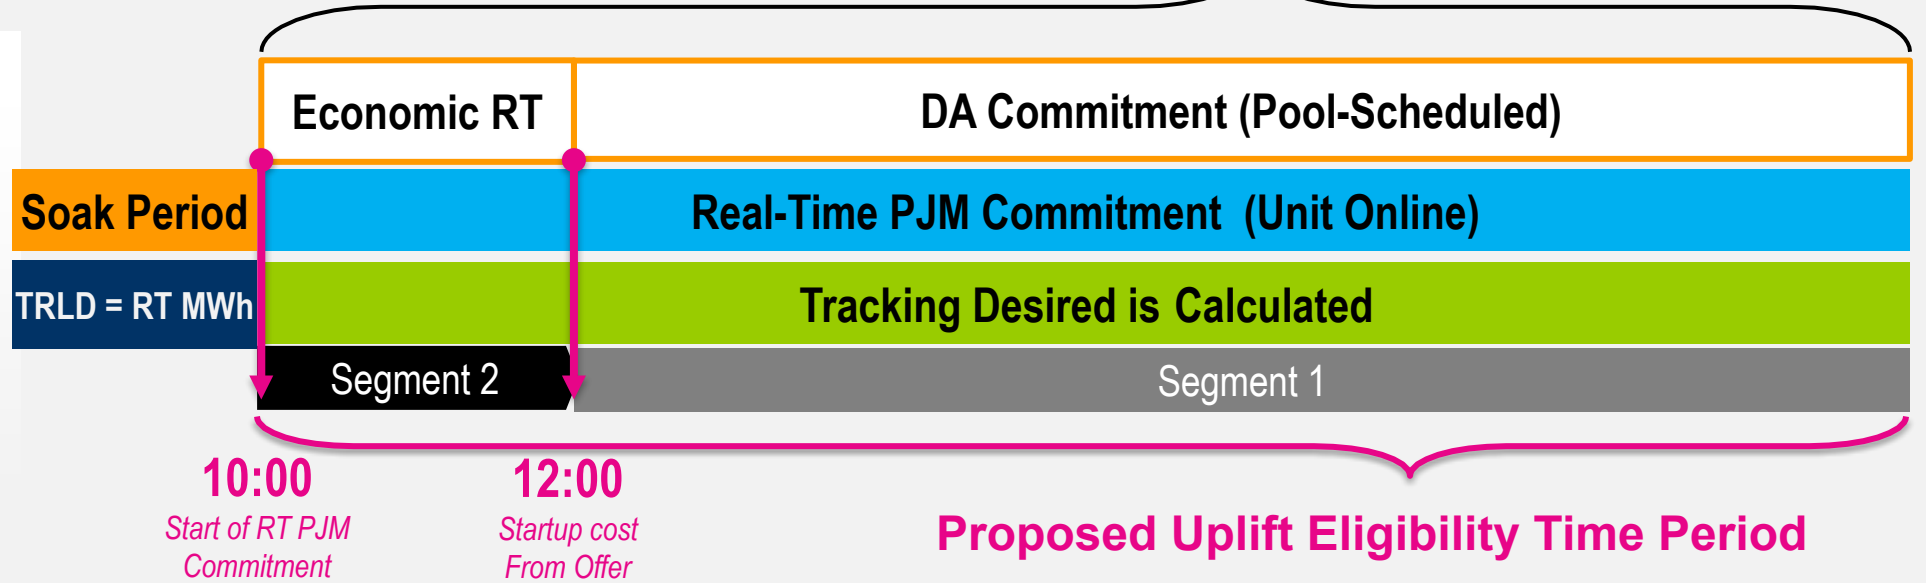 Economic RT
DA Commitment (Pool-Scheduled)
Soak Period
Real-Time PJM Commitment (Unit Online)
TRLD = RT MWh
Tracking Desired is Calculated
Segment 2
Segment 1
10:00
Start of RT PJM
Commitment
12:00
Startup cost
From Offer
Proposed Uplift Eligibility Time Period